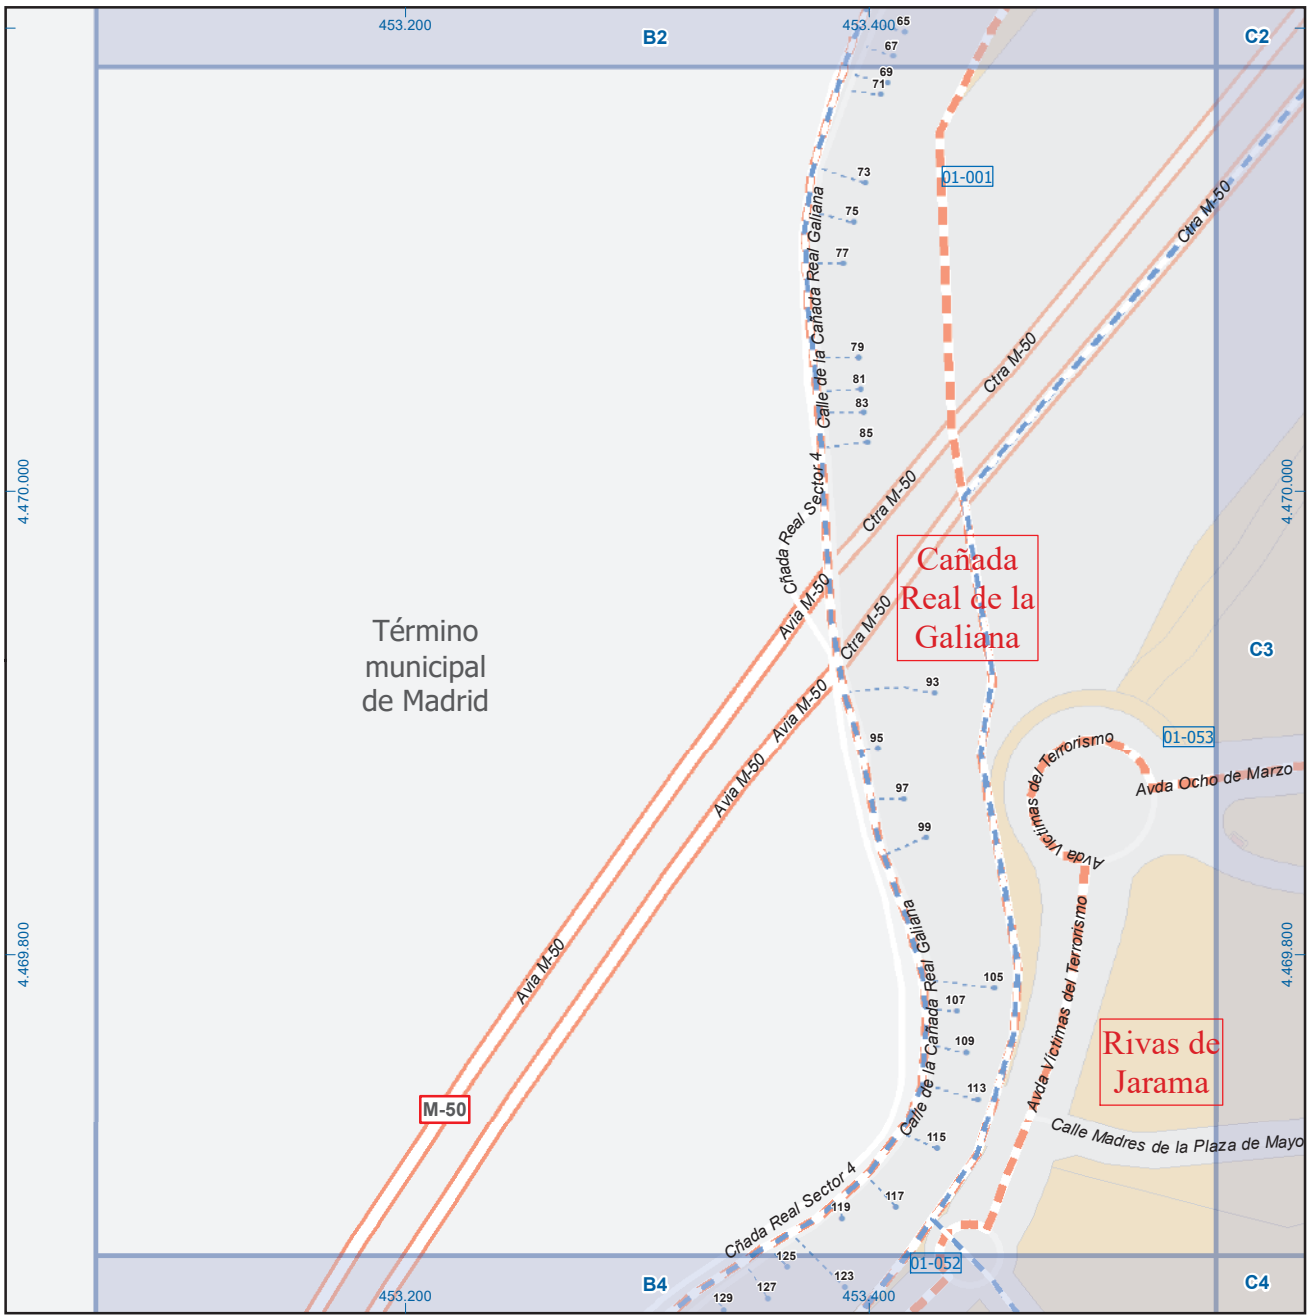 453.200
453.400
65
B2
C2
67
69
71
73
01-001
75
Ctra M-50
77
Calle de la Cañada Real Galiana
79
Ctra M-50
81
83
85
Cñada Real Sector 4
4.470.000
4.470.000
Ctra M-50
Cañada
Real de la
Galiana
Avia M-50
Ctra M-50
Término
municipal
de Madrid
C3
93
Avia M-50
95
01-053
Avda Víctimas del Terrorismo
Avda Ocho de Marzo
Avia M-50
97
99
Avda
4.469.800
4.469.800
Avia M-50
Calle de la Cañada Real Galiana
105
107
Avda Víctimas del Terrorismo
109
Rivas de
Jarama
113
M-50
115
Calle Madres de la Plaza de Mayo
Cñada Real Sector 4
117
119
125
01-052
123
B4
C4
127
129
453.200
453.400